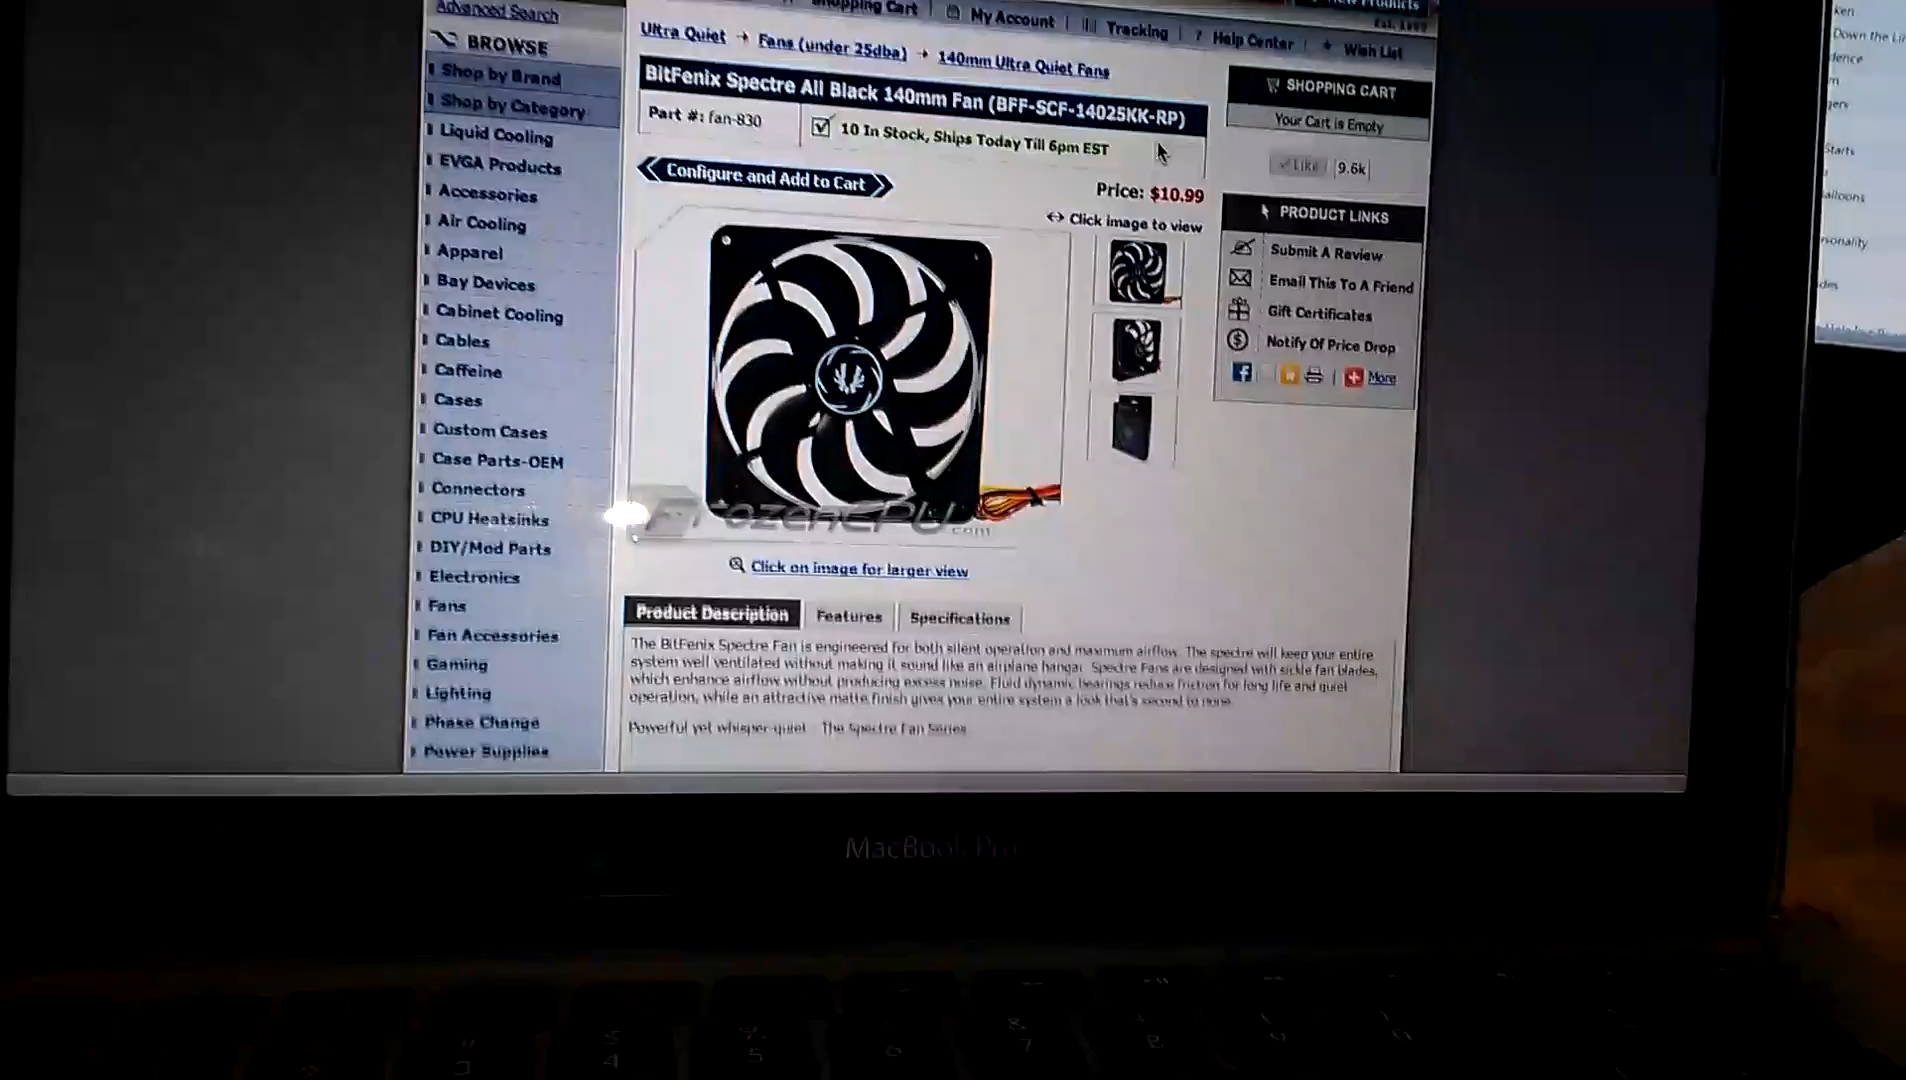 Advanced Search
BROWSE
Shop by Brand
Shop by Category
Liquid Cooling
EVGA Products
Accessories
Air Cooling
Apparel
Bay Devices
Cabinet Cooling
Cables
Caffeine
Cases
Custom Cases
Case Parts-OEM
Connectors
CPU Heatsinks
DIY/Mod Parts
Electronics
Fans
Fan Accessories
Gaming
Lighting
Phase Change
Power Supplies
Shopping Cart | My Account | Tracking | ? Help Center | Wish List
Products
Ultra Quiet → Fans (under 25dba) → 140mm Ultra Quiet Fans
BitFenix Spectre All Black 140mm Fan (BFF-SCF-14025KK-RP)
Part #: fan-830
10 In Stock, Ships Today Till 6pm EST
Configure and Add to Cart
Price: $10.99
Click image to view
FrozenCPU.com
Click on image for larger view
Product Description
Features
Specifications
The BitFenix Spectre Fan is engineered for both silent operation and maximum airflow. The spectre will keep your entire
system well ventilated without making it sound like an airplane hangar. Spectre Fans are designed with sickle fan blades,
which enhance airflow without producing excess noise. Fluid dynamic bearings reduce friction for long life and quiet
operation, while an attractive matte finish gives your entire system a look that's second to none.
Powerful yet whisper-quiet The Spectre Fan Series
SHOPPING CART
Your Cart is Empty
Like 9.6k
PRODUCT LINKS
Submit A Review
Email This To A Friend
Gift Certificates
Notify Of Price Drop
More
Down the
Starts
MacBook Pro
4
5
6
7